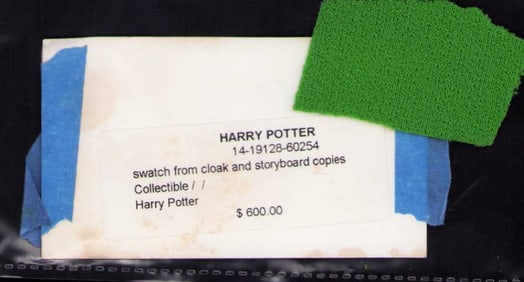 HARRY POTTER
14-19128-60254
swatch from cloak and storyboard copies
Collectible / /
Harry Potter
$ 600.00